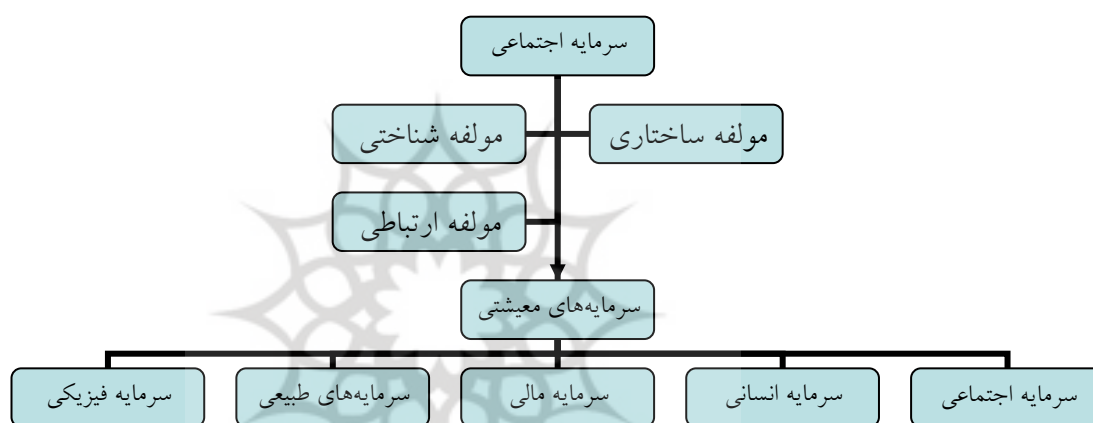 سرمایه اجتماعی
مولفه ساختاری
مولفه شناختی
مولفه ارتباطی
سرمایه‌های معیشتی
سرمایه اجتماعی
سرمایه انسانی
سرمایه مالی
سرمایه‌های طبیعی
سرمایه فیزیکی